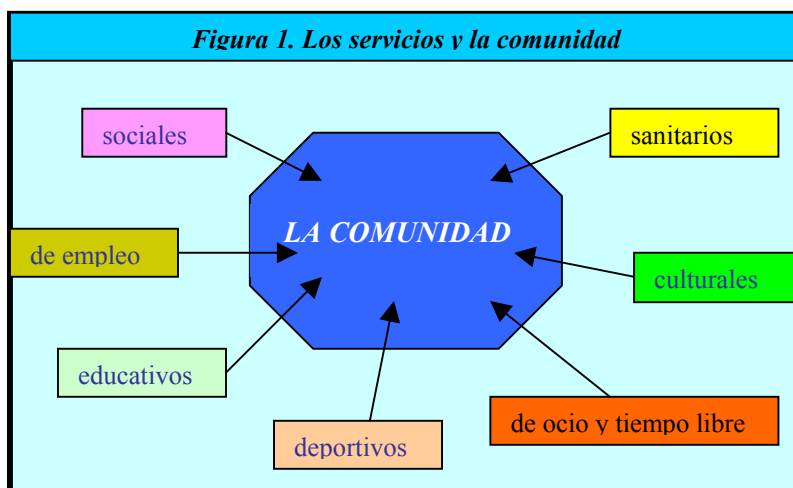 Figura 1. Los servicios y la comunidad
sociales
sanitarios
LA COMUNIDAD
de empleo
culturales
educativos
de ocio y tiempo libre
deportivos